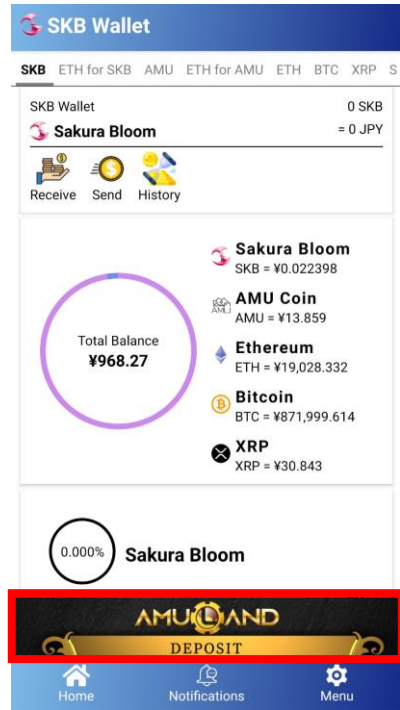 SKB Wallet
SKB ETH for SKB AMU ETH for AMU ETH BTC XRP S
SKB Wallet 0 SKB
Sakura Bloom = 0 JPY
Receive Send History
Total Balance
¥968.27
Sakura Bloom
SKB = ¥0.022398
AMU Coin
AMU = ¥13.859
Ethereum
ETH = ¥19,028.332
Bitcoin
BTC = ¥871,999.614
XRP
XRP = ¥30.843
0.000% Sakura Bloom
AMULAND
DEPOSIT
Home Notifications Menu